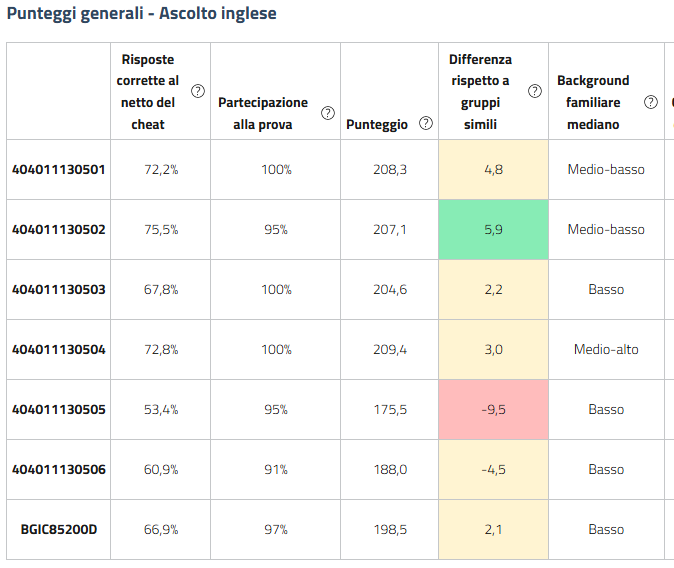 Punteggi generali - Ascolto inglese
Risposte corrette al netto del cheat ? Partecipazione alla prova ? Punteggio ? Differenza rispetto a gruppi simili ? Background familiare mediano ?
404011130501 72,2% 100% 208,3 4,8 Medio-basso
404011130502 75,5% 95% 207,1 5,9 Medio-basso
404011130503 67,8% 100% 204,6 2,2 Basso
404011130504 72,8% 100% 209,4 3,0 Medio-alto
404011130505 53,4% 95% 175,5 -9,5 Basso
404011130506 60,9% 91% 188,0 -4,5 Basso
BGIC85200D 66,9% 97% 198,5 2,1 Basso